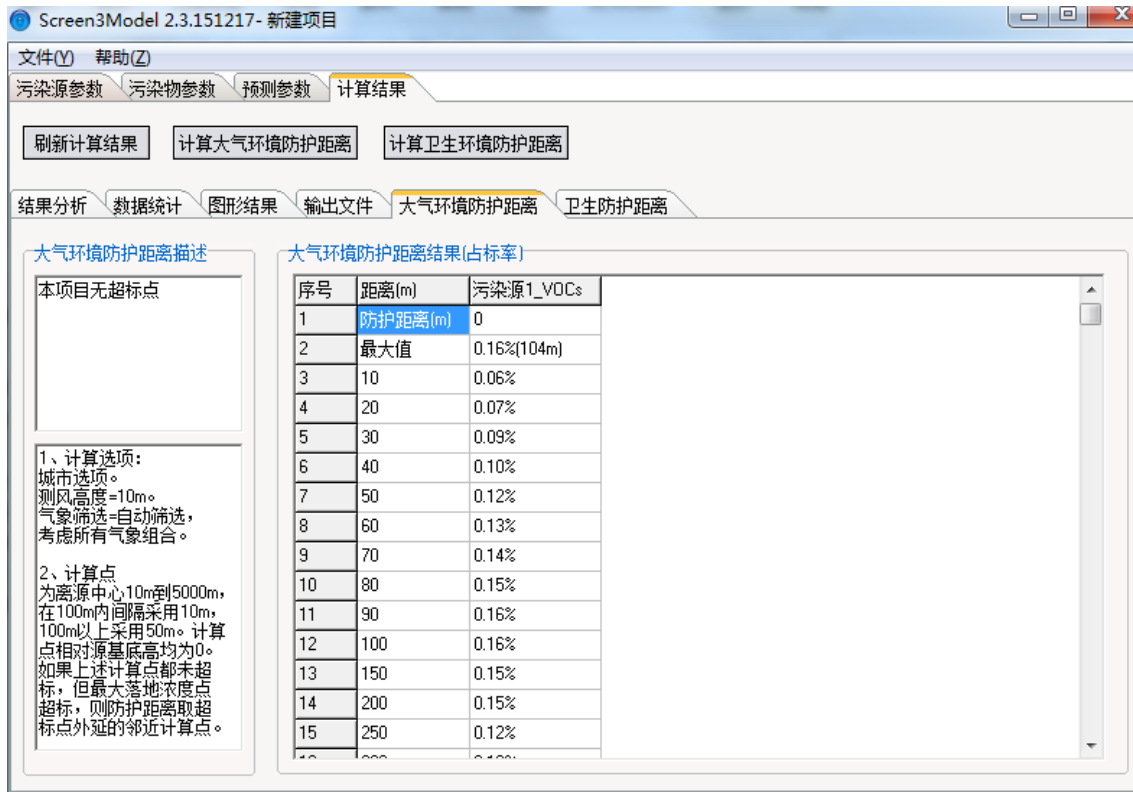 Screen3Model 2.3.151217- 新建项目
文件(Y) 帮助(Z)
污染源参数 污染物参数 预测参数 计算结果
刷新计算结果 计算大气环境防护距离 计算卫生环境防护距离
结果分析 数据统计 图形结果 输出文件 大气环境防护距离 卫生防护距离
大气环境防护距离描述
本项目无超标点
1、计算选项:
城市选项。
测风高度=10m。
气象筛选=自动筛选,
考虑所有气象组合。
2、计算点
为离源中心10m到5000m,
在100m内间隔采用10m,
100m以上采用50m。计算
点相对源基底高均为0。
如果上述计算点都未超
标,但最大落地浓度点
超标,则防护距离取超
标点外延的邻近计算点。
大气环境防护距离结果(占标率)
序号 距离(m) 污染源1_VOCs
1 防护距离(m) 0
2 最大值 0.16%(104m)
3 10 0.06%
4 20 0.07%
5 30 0.09%
6 40 0.10%
7 50 0.12%
8 60 0.13%
9 70 0.14%
10 80 0.15%
11 90 0.16%
12 100 0.16%
13 150 0.15%
14 200 0.15%
15 250 0.12%